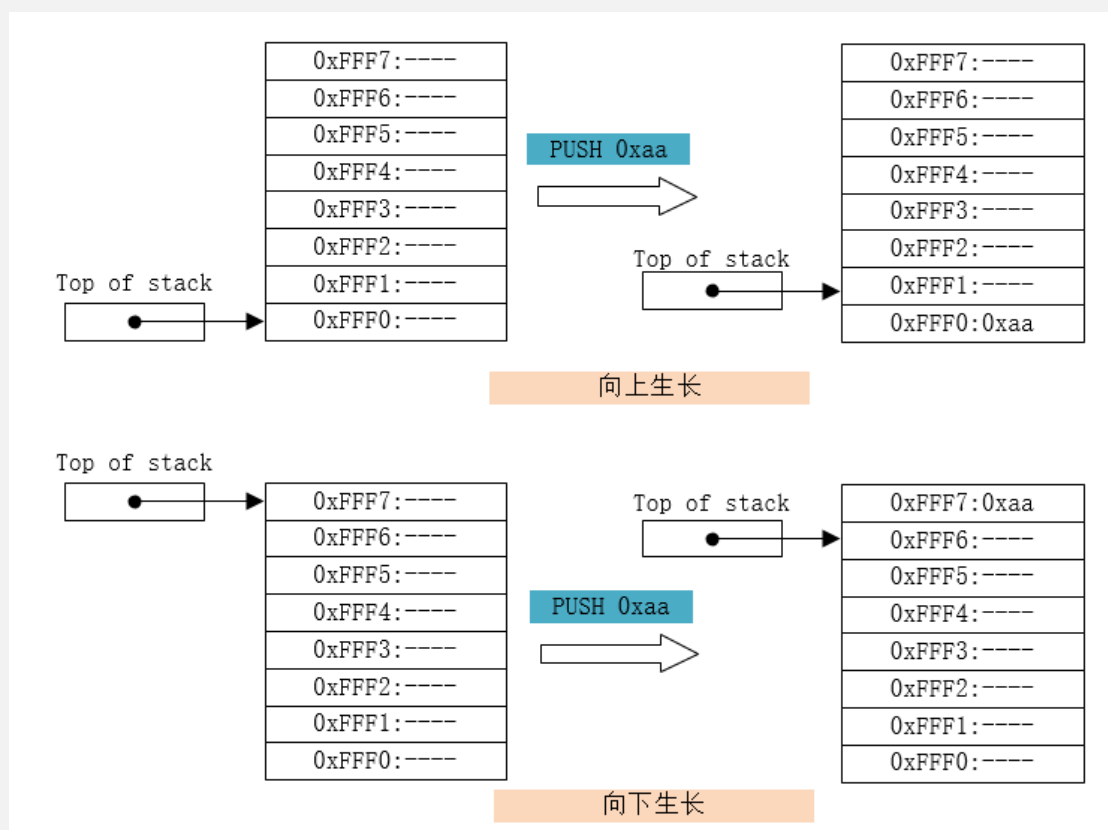 0xFFF7:----
0xFFF6:----
0xFFF5:----
0xFFF4:----
0xFFF3:----
0xFFF2:----
0xFFF1:----
0xFFF0:----
Top of stack
PUSH 0xaa
0xFFF7:----
0xFFF6:----
0xFFF5:----
0xFFF4:----
0xFFF3:----
0xFFF2:----
0xFFF1:----
0xFFF0:0xaa
Top of stack
向上生长
Top of stack
0xFFF7:----
0xFFF6:----
0xFFF5:----
0xFFF4:----
0xFFF3:----
0xFFF2:----
0xFFF1:----
0xFFF0:----
PUSH 0xaa
Top of stack
0xFFF7:0xaa
0xFFF6:----
0xFFF5:----
0xFFF4:----
0xFFF3:----
0xFFF2:----
0xFFF1:----
0xFFF0:----
向下生长